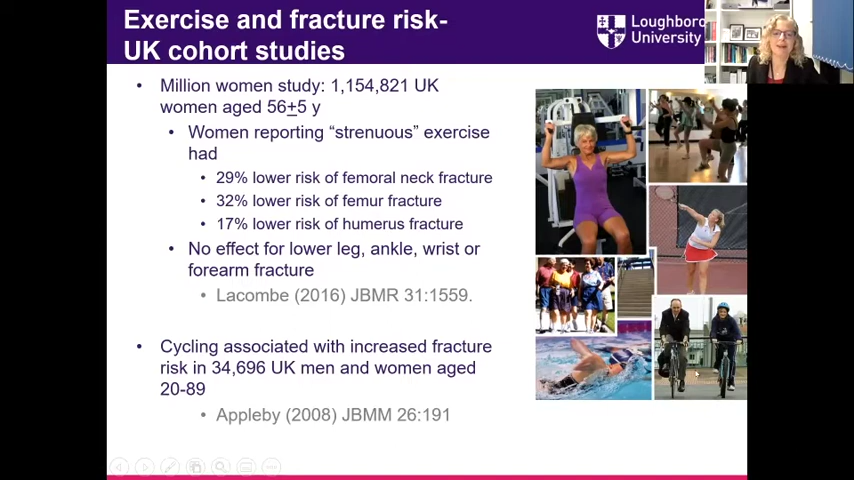 Exercise and fracture risk-
UK cohort studies
Loughboro
University
• Million women study: 1,154,821 UK
women aged 56±5 y
• Women reporting “strenuous” exercise
had
• 29% lower risk of femoral neck fracture
• 32% lower risk of femur fracture
• 17% lower risk of humerus fracture
• No effect for lower leg, ankle, wrist or
forearm fracture
• Lacombe (2016) JBMR 31:1559.
• Cycling associated with increased fracture
risk in 34,696 UK men and women aged
20-89
• Appleby (2008) JBMM 26:191